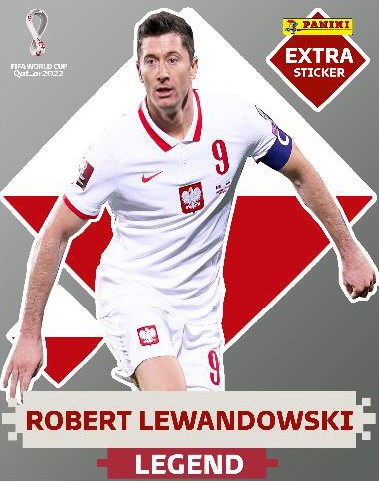 FIFA WORLD CUP
Qatar2022
PANINI
EXTRA
STICKER
9
9
ROBERT LEWANDOWSKI
LEGEND